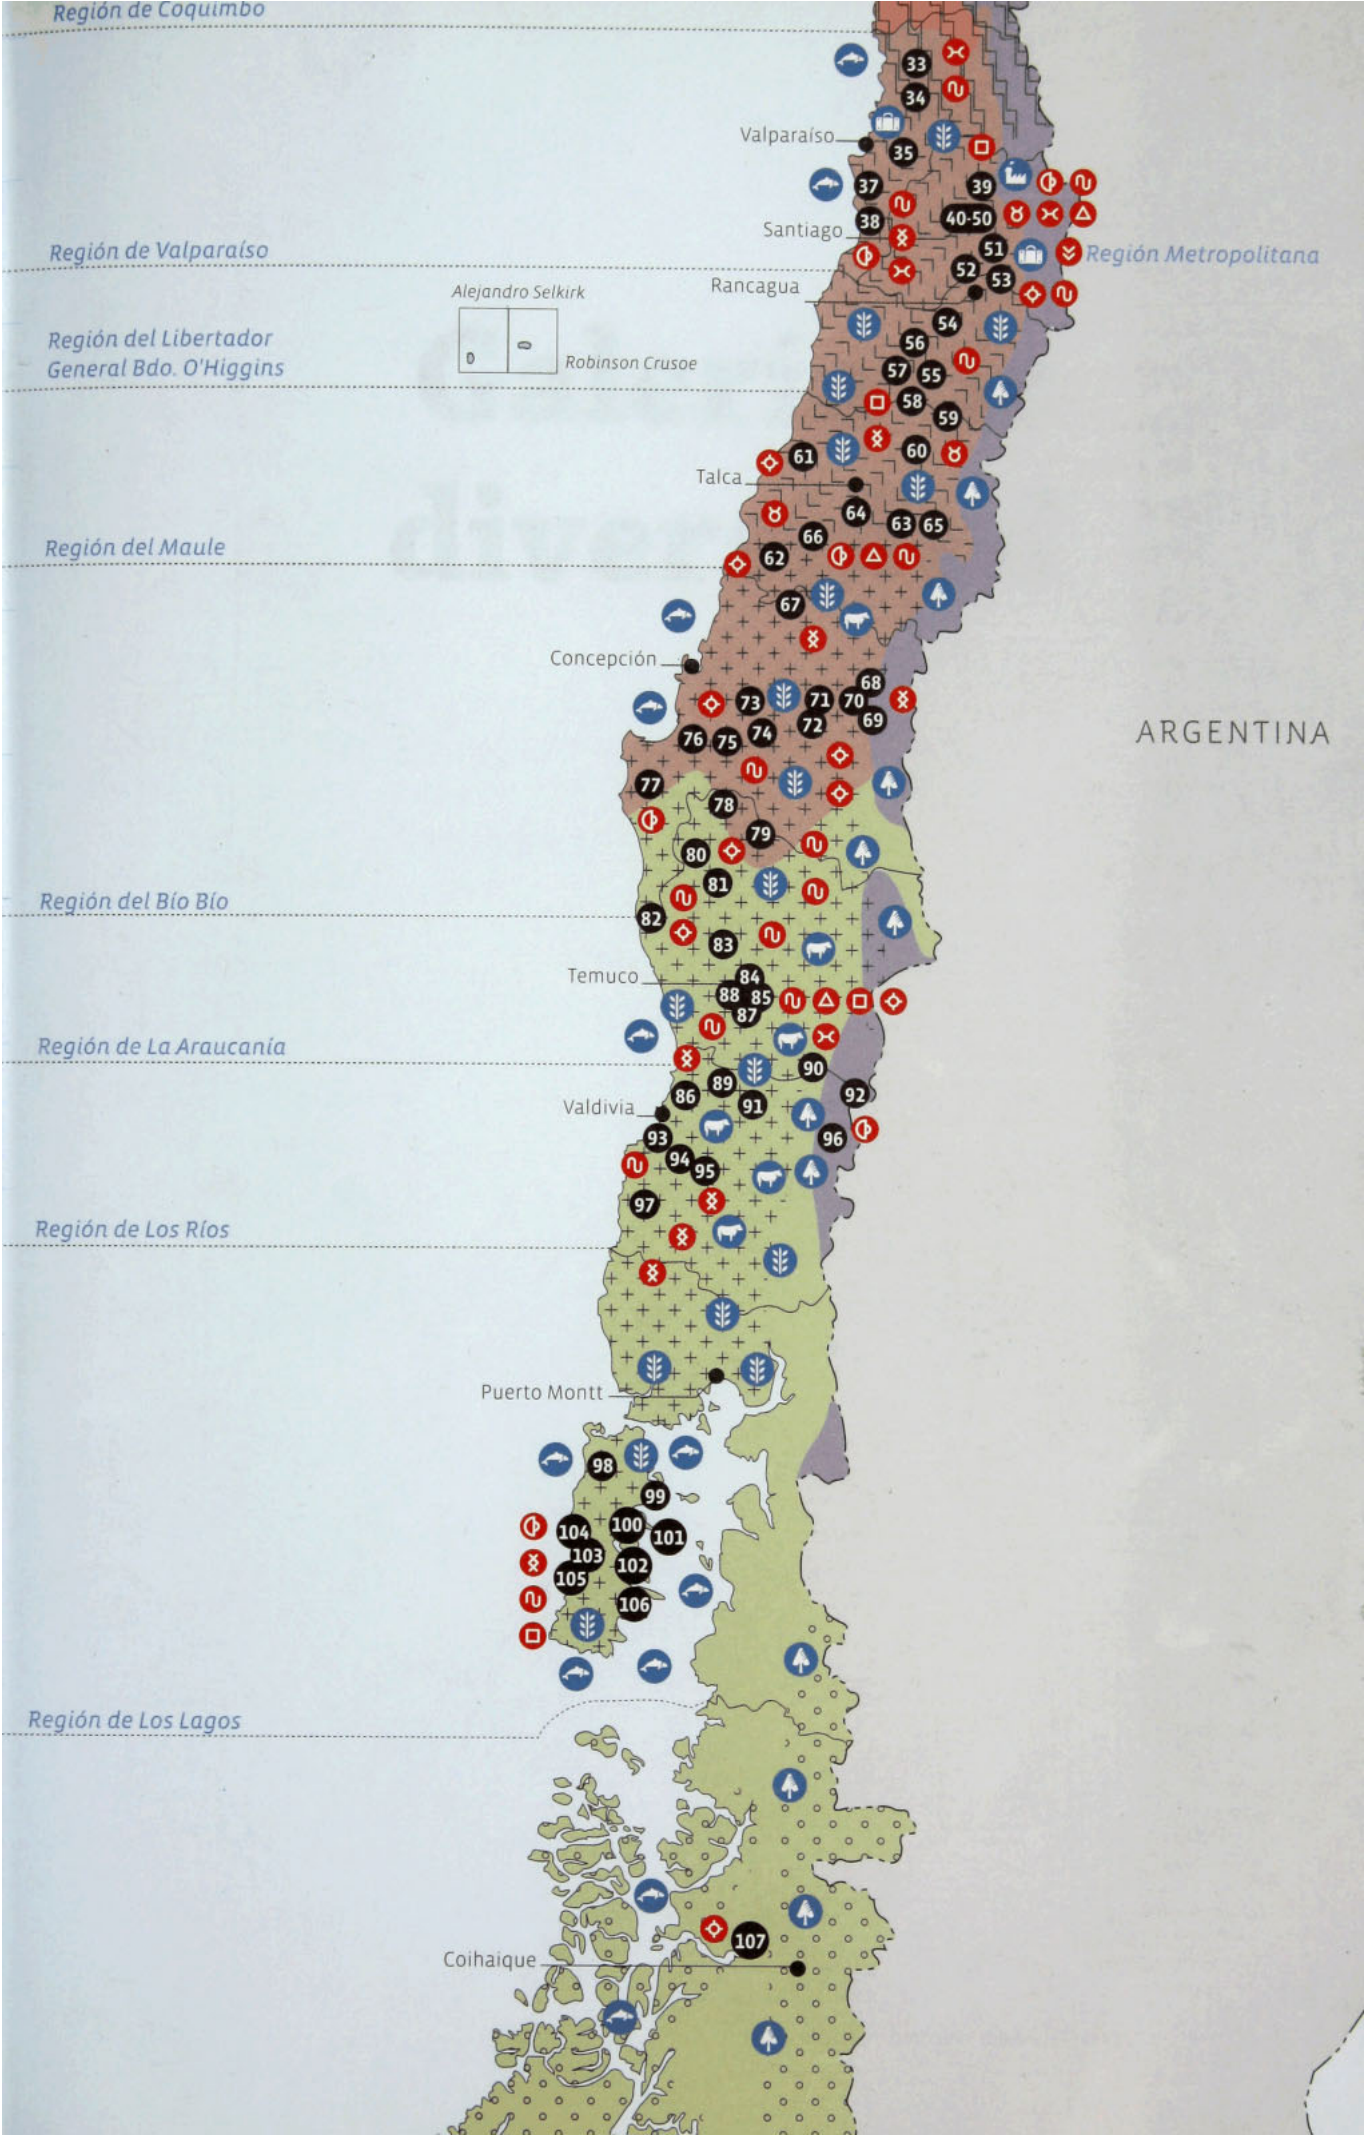 Región de Coquimbo
33
34
Valparaíso
35
37
39
38
40-50
Santiago
51
Región de Valparaíso
Región Metropolitana
52
53
Rancagua
Alejandro Selkirk
54
Región del Libertador
General Bdo. O'Higgins
56
Robinson Crusoe
57
55
58
59
61
60
Talca
64
63
65
66
Región del Maule
62
67
Concepción
68
73
71
70
69
72
74
76
75
ARGENTINA
77
78
79
80
81
Región del Bío Bío
82
83
Temuco
84
88
85
87
Región de La Araucanía
90
89
86
92
91
Valdivia
93
96
94
95
97
Región de Los Ríos
Puerto Montt
98
99
104
100
101
103
102
105
106
Región de Los Lagos
107
Coihaique